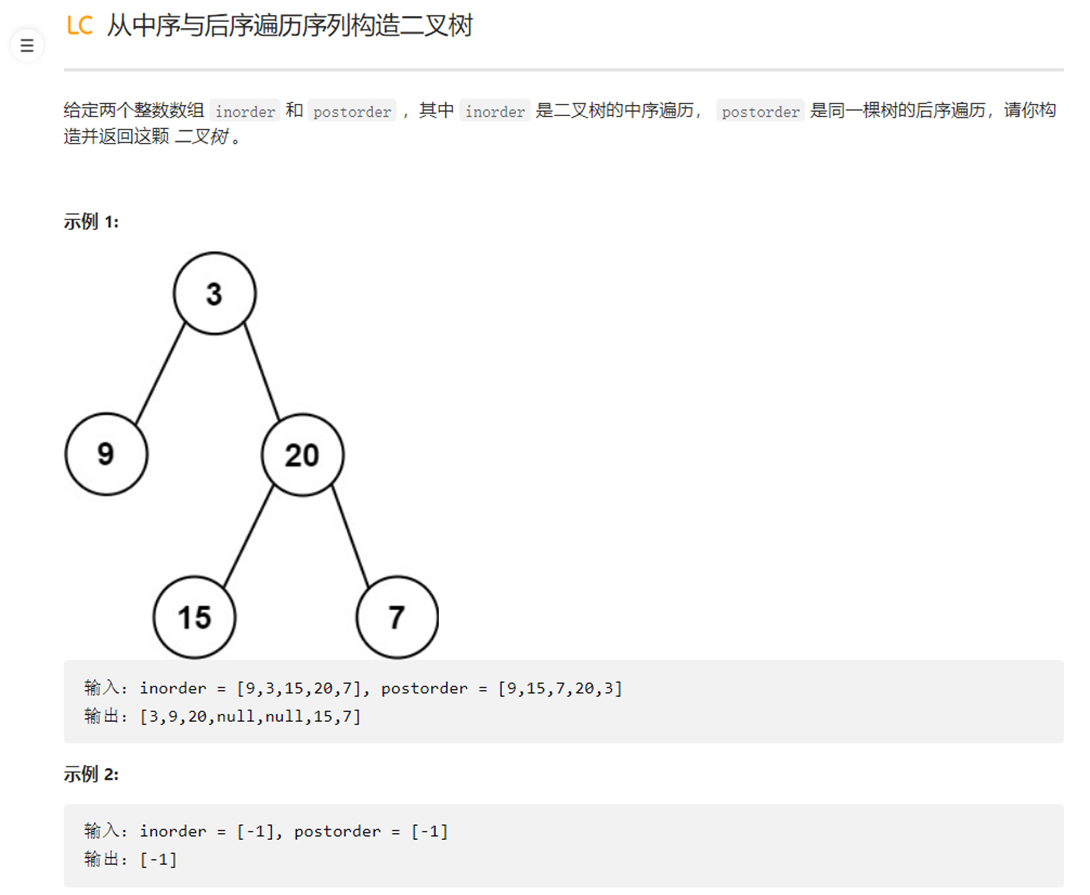 LC 从中序与后序遍历序列构造二叉树
给定两个整数数组 inorder 和 postorder ，其中 inorder 是二叉树的中序遍历， postorder 是同一棵树的后序遍历，请你构
造并返回这颗 二叉树 。
示例 1:
3
9 20
15 7
输入：inorder = [9,3,15,20,7], postorder = [9,15,7,20,3]
输出：[3,9,20,null,null,15,7]
示例 2:
输入：inorder = [-1], postorder = [-1]
输出：[-1]